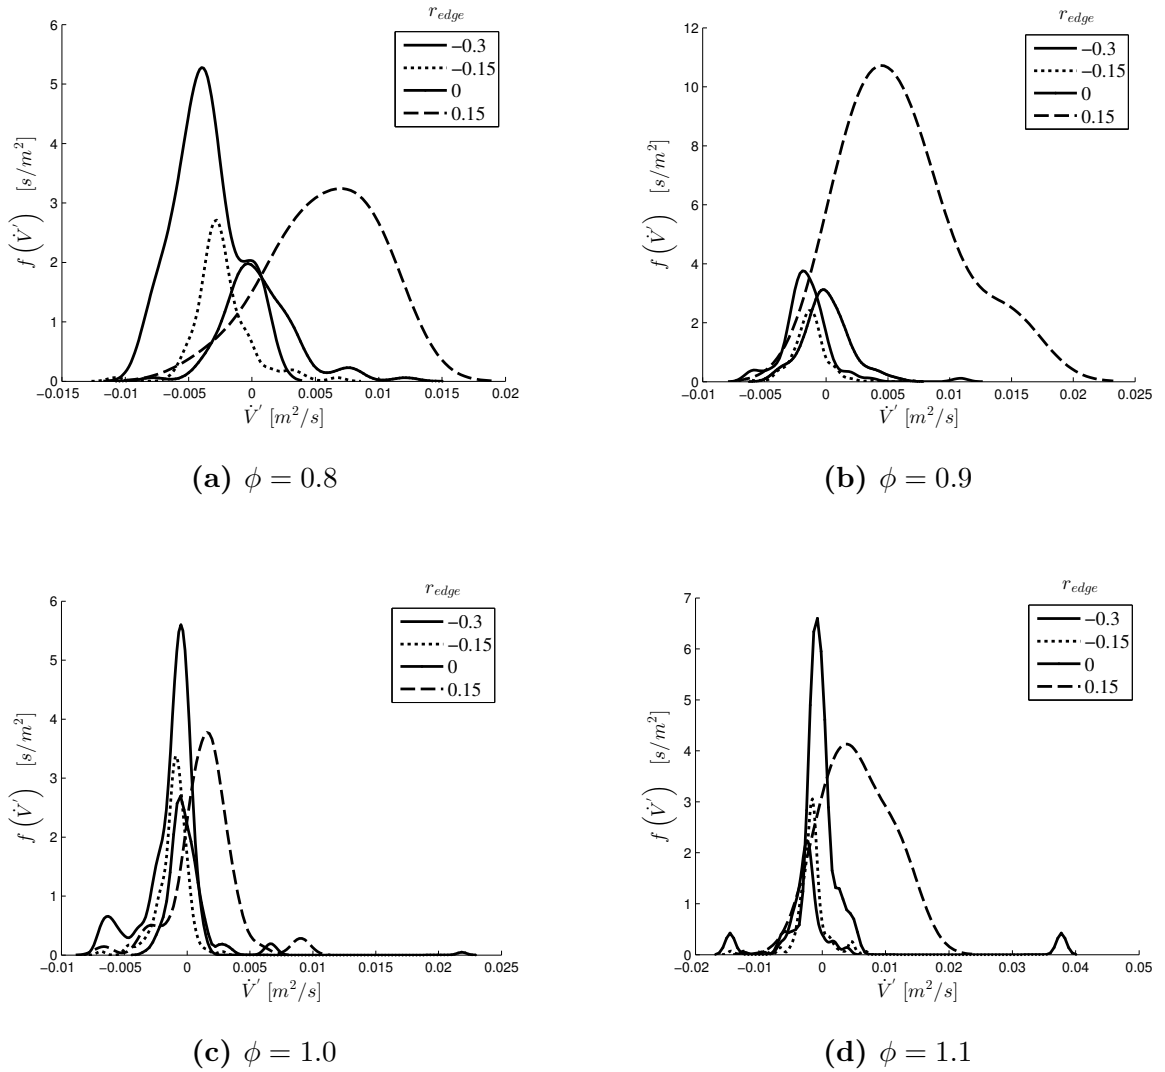 r_edge
−0.3
−0.15
0
0.15
6
5
4
3
2
1
0
f (V̇′) [s/m²]
−0.015 −0.01 −0.005 0 0.005 0.01 0.015 0.02
V̇′ [m²/s]
(a) ϕ = 0.8
r_edge
−0.3
−0.15
0
0.15
12
10
8
6
4
2
0
f (V̇′) [s/m²]
−0.01 −0.005 0 0.005 0.01 0.015 0.02 0.025
V̇′ [m²/s]
(b) ϕ = 0.9
r_edge
−0.3
−0.15
0
0.15
6
5
4
3
2
1
0
f (V̇′) [s/m²]
−0.01 −0.005 0 0.005 0.01 0.015 0.02 0.025
V̇′ [m²/s]
(c) ϕ = 1.0
r_edge
−0.3
−0.15
0
0.15
7
6
5
4
3
2
1
0
f (V̇′) [s/m²]
−0.02 −0.01 0 0.01 0.02 0.03 0.04 0.05
V̇′ [m²/s]
(d) ϕ = 1.1